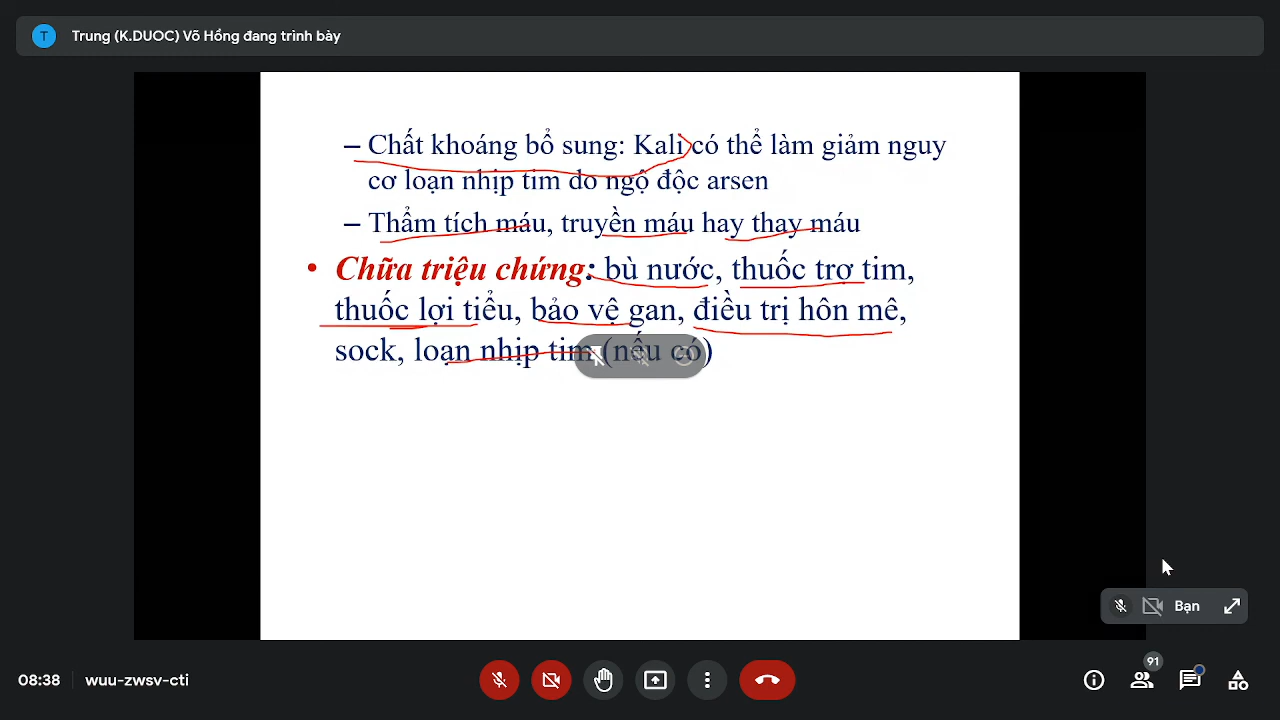 T Trung (K.DUOC) Võ Hồng đang trình bày
– Chất khoáng bổ sung: Kali có thể làm giảm nguy
cơ loạn nhịp tim do ngộ độc arsen
– Thẩm tích máu, truyền máu hay thay máu
• Chữa triệu chứng: bù nước, thuốc trợ tim,
thuốc lợi tiểu, bảo vệ gan, điều trị hôn mê,
sock, loạn nhịp tim (nếu có)
Bạn
08:38 wuu-zwsv-cti
91